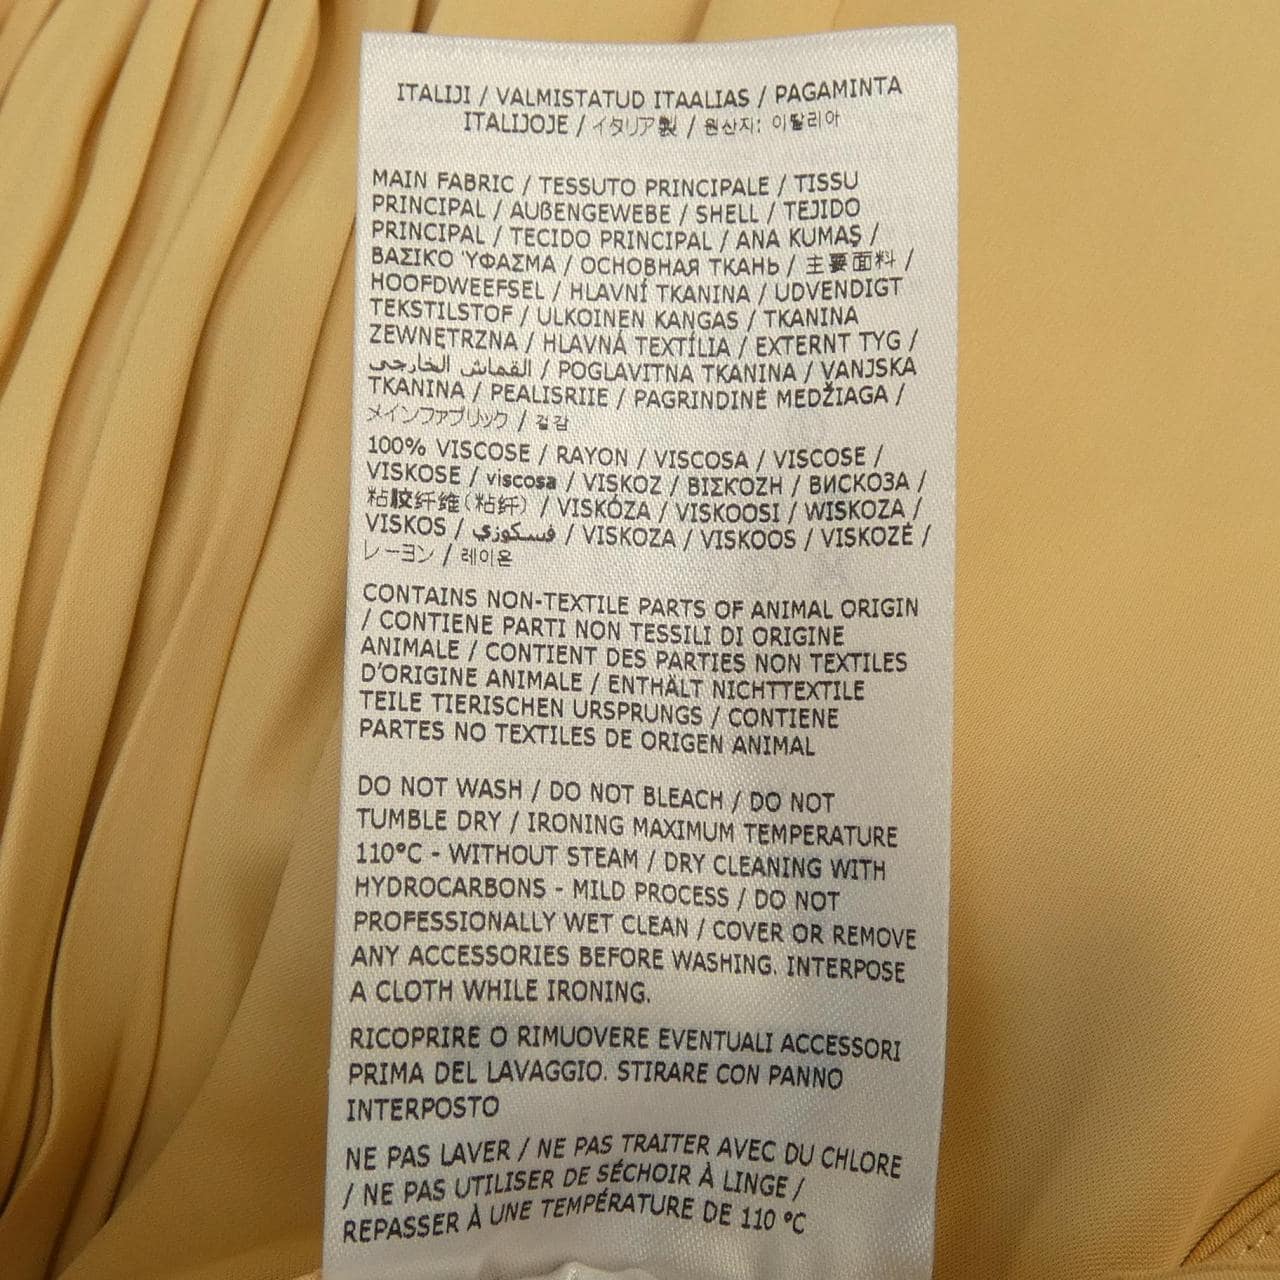 ITALIJI / VALMISTATUD ITAALIAS / PAGAMINTA
ITALIJOJE / イタリア製 / 원산지: 이탈리아
MAIN FABRIC / TESSUTO PRINCIPALE / TISSU
PRINCIPAL / AUßENGEWEBE / SHELL / TEJIDO
PRINCIPAL / TECIDO PRINCIPAL / ANA KUMAŞ /
ΒΑΣΙΚΟ ΎΦΑΣΜΑ / ОСНОВНАЯ ТКАНЬ / 主要面料 /
HOOFDWEEFSEL / HLAVNÍ TKANINA / UDVENDIGT
TEKSTILSTOF / ULKOINEN KANGAS / TKANINA
ZEWNĘTRZNA / HLAVNÁ TEXTÍLIA / EXTERNT TYG /
القماش الخارجي / POGLAVITNA TKANINA / VANJSKA
TKANINA / PEALISRIIE / PAGRINDINĖ MEDŽIAGA /
メインファブリック / 겉감
100% VISCOSE / RAYON / VISCOSA / VISCOSE /
VISKOSE / viscosa / VISKOZ / ΒΙΣΚΟΖΗ / ВИСКОЗА /
粘胶纤维(粘纤) / VISKÓZA / VISKOOSI / WISKOZA /
VISKOS / فسكوزي / VISKOZA / VISKOOS / VISKOZĖ /
レーヨン / 레이온
CONTAINS NON-TEXTILE PARTS OF ANIMAL ORIGIN
/ CONTIENE PARTI NON TESSILI DI ORIGINE
ANIMALE / CONTIENT DES PARTIES NON TEXTILES
D'ORIGINE ANIMALE / ENTHÄLT NICHTTEXTILE
TEILE TIERISCHEN URSPRUNGS / CONTIENE
PARTES NO TEXTILES DE ORIGEN ANIMAL
DO NOT WASH / DO NOT BLEACH / DO NOT
TUMBLE DRY / IRONING MAXIMUM TEMPERATURE
110°C - WITHOUT STEAM / DRY CLEANING WITH
HYDROCARBONS - MILD PROCESS / DO NOT
PROFESSIONALLY WET CLEAN / COVER OR REMOVE
ANY ACCESSORIES BEFORE WASHING. INTERPOSE
A CLOTH WHILE IRONING.
RICOPRIRE O RIMUOVERE EVENTUALI ACCESSORI
PRIMA DEL LAVAGGIO. STIRARE CON PANNO
INTERPOSTO
NE PAS LAVER / NE PAS TRAITER AVEC DU CHLORE
/ NE PAS UTILISER DE SÉCHOIR À LINGE /
REPASSER À UNE TEMPÉRATURE DE 110 °C